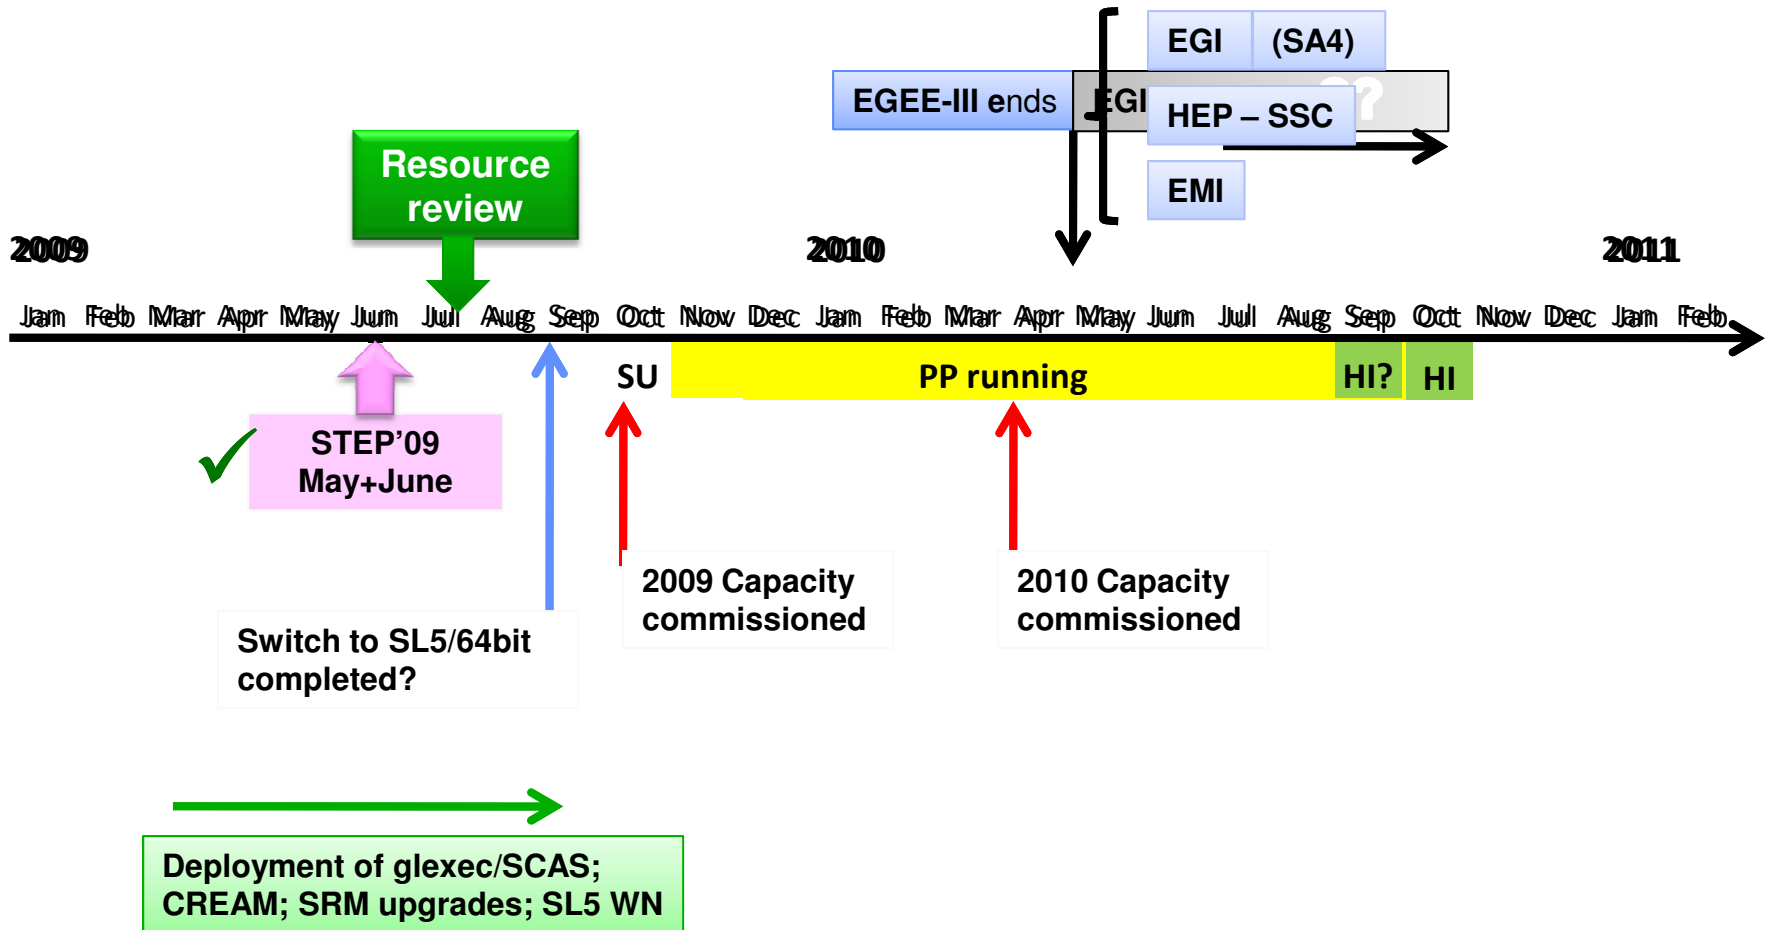 EGI (SA4)
EGEE-III ends EGI ??
HEP – SSC
EMI
Resource
review
2009 2010 2011
Jan Feb Mar Apr May Jun Jul Aug Sep Oct Nov Dec Jan Feb Mar Apr May Jun Jul Aug Sep Oct Nov Dec Jan Feb
SU PP running HI? HI
STEP'09
May+June
2009 Capacity
commissioned
2010 Capacity
commissioned
Switch to SL5/64bit
completed?
Deployment of glexec/SCAS;
CREAM; SRM upgrades; SL5 WN